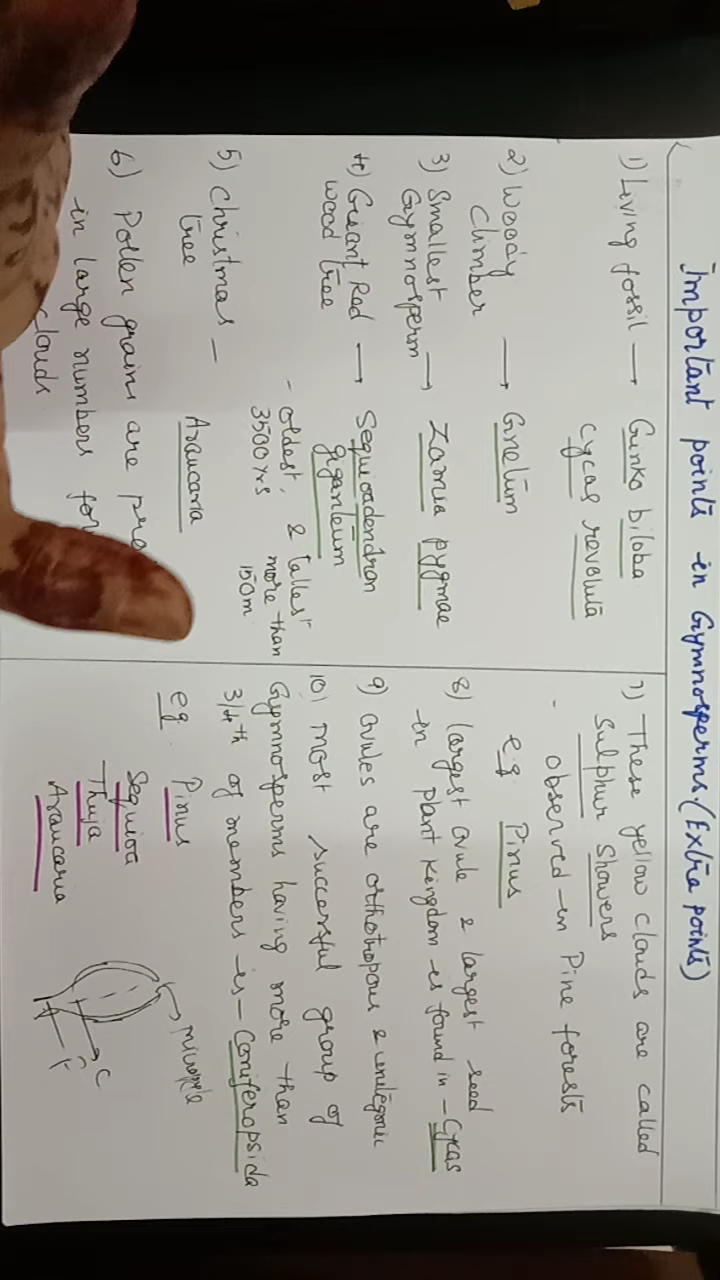 Important points in Gymnosperms (Extra points)
1) Living fossil → Ginko biloba
Cycas revoluta
2) Woody → Gnetum
Climber
3) Smallest → Zamia pygmae
Gymnosperm
4) Giant Red → Sequioadendron
wood tree giganteum
- oldest, & tallest
3500 yrs more than
150m
5) Christmas -
tree Araucaria
6) Pollen grains are
in large numbers
clouds
7) These yellow clouds are called
Sulphur Showers
- observed in Pine forests
e.g Pinus
8) largest ovule & largest seed
in plant kingdom is found in - Cycas
9) ovules are orthotropous & unitegmic
10) most successful group of
Gymnosperms having more than
3/4th of members is - Coniferopsida
eg. Pinus
Sequioa
Thuja
Araucaria
micropyle
C
F